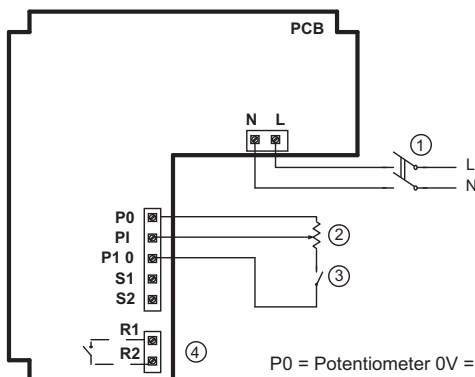 PCB
N L
1
L
N
P0
PI
2
P1 0
3
S1
S2
R1
R2
4
P0 = Potentiometer 0V =